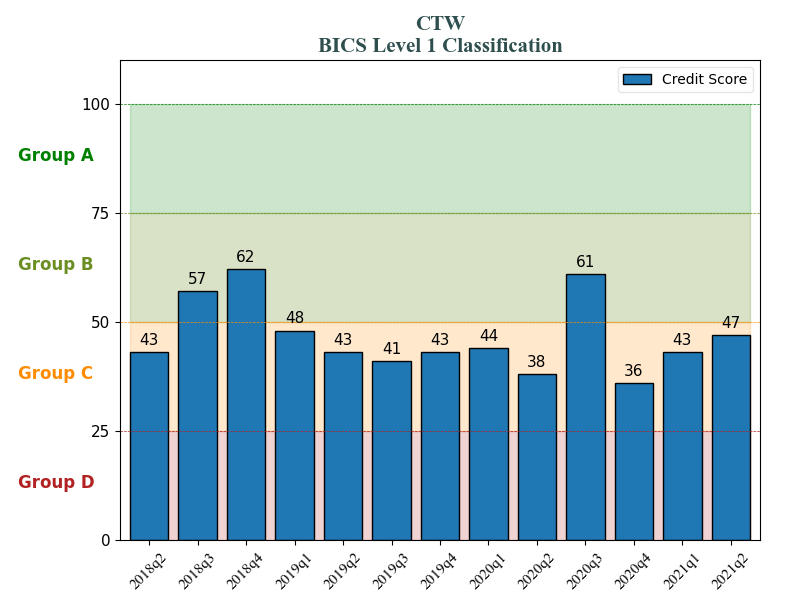 CTW
BICS Level 1 Classification
Credit Score
100
Group A
75
Group B
50
Group C
25
Group D
0
43
57
62
48
43
41
43
44
38
61
36
43
47
2018q2
2018q3
2018q4
2019q1
2019q2
2019q3
2019q4
2020q1
2020q2
2020q3
2020q4
2021q1
2021q2